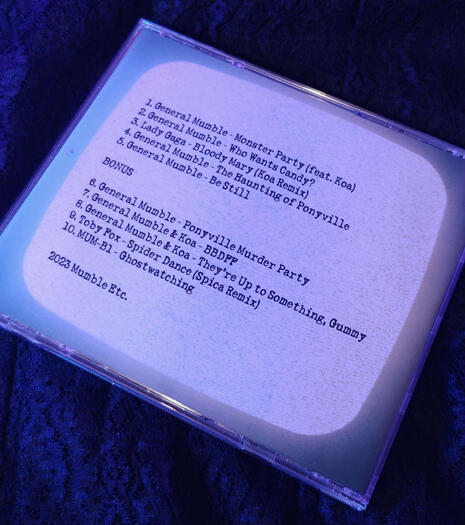 1. General Mumble - Monster Party (feat. Koa)
2. General Mumble - Who Wants Candy?
3. Lady Gaga - Bloody Mary (Koa Remix)
4. General Mumble - The Haunting of Ponyville
5. General Mumble - Be Still
BONUS
6. General Mumble - Ponyville Murder Party
7. General Mumble & Koa - BBDFF
8. General Mumble & Koa - They're Up to Something, Gummy
9. Toby Fox - Spider Dance (Spica Remix)
10. MUM-B1 - Ghostwatching
2023 Mumble Etc.